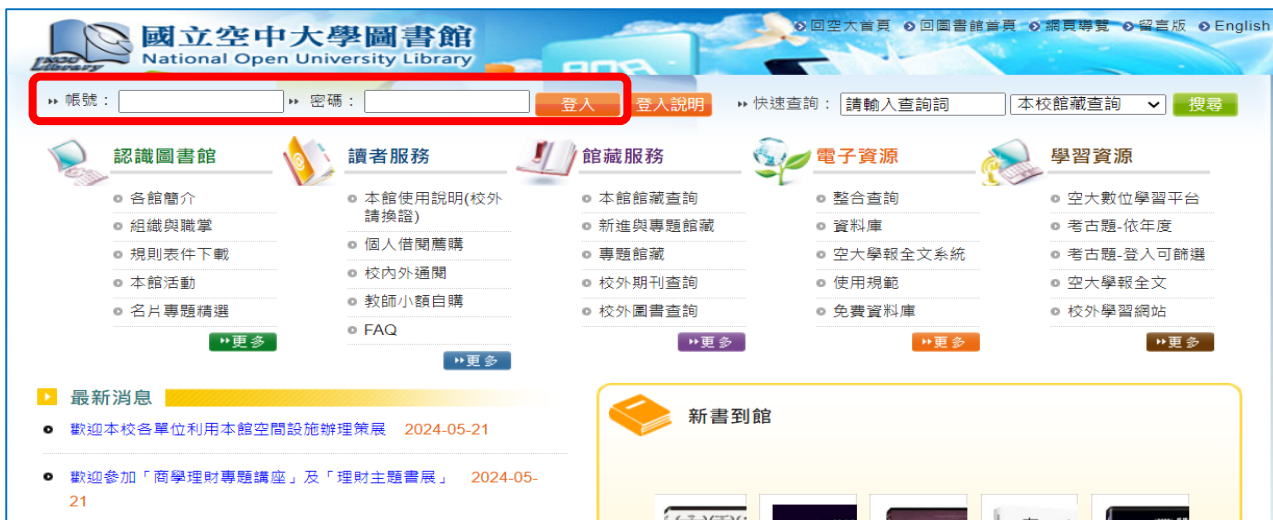 回空大首頁 回圖書館首頁 網頁導覽 留言版 English
國立空中大學圖書館
National Open University Library
Library
帳號： 密碼： 登入 登入說明 快速查詢： 請輸入查詢詞 本校館藏查詢 搜尋
認識圖書館
各館簡介
組織與職掌
規則表件下載
本館活動
名片專題精選
更多
讀者服務
本館使用說明(校外
請換證)
個人借閱薦購
校內外通閱
教師小額自購
FAQ
更多
館藏服務
本館館藏查詢
新進與專題館藏
專題館藏
校外期刊查詢
校外圖書查詢
更多
電子資源
整合查詢
資料庫
空大學報全文系統
使用規範
免費資料庫
更多
學習資源
空大數位學習平台
考古題-依年度
考古題-登入可篩選
空大學報全文
校外學習網站
更多
最新消息
歡迎本校各單位利用本館空間設施辦理策展 2024-05-21
歡迎參加「商學理財專題講座」及「理財主題書展」 2024-05-
21
新書到館